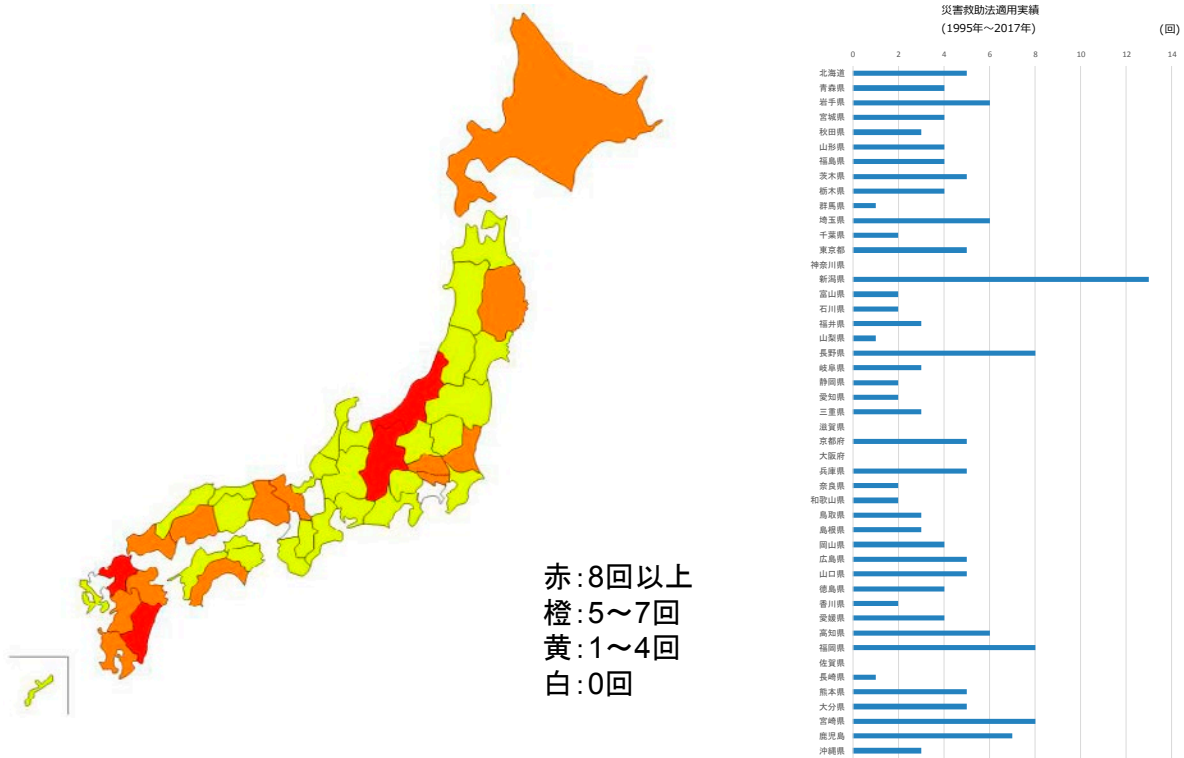 災害救助法適用実績
(1995年～2017年)
(回)
0 2 4 6 8 10 12 14
北海道
青森県
岩手県
宮城県
秋田県
山形県
福島県
茨木県
栃木県
群馬県
埼玉県
千葉県
東京都
神奈川県
新潟県
富山県
石川県
福井県
山梨県
長野県
岐阜県
静岡県
愛知県
三重県
滋賀県
京都府
大阪府
兵庫県
奈良県
和歌山県
鳥取県
島根県
岡山県
広島県
山口県
徳島県
香川県
愛媛県
高知県
福岡県
佐賀県
長崎県
熊本県
大分県
宮崎県
鹿児島
沖縄県
赤:8回以上
橙:5～7回
黄:1～4回
白:0回